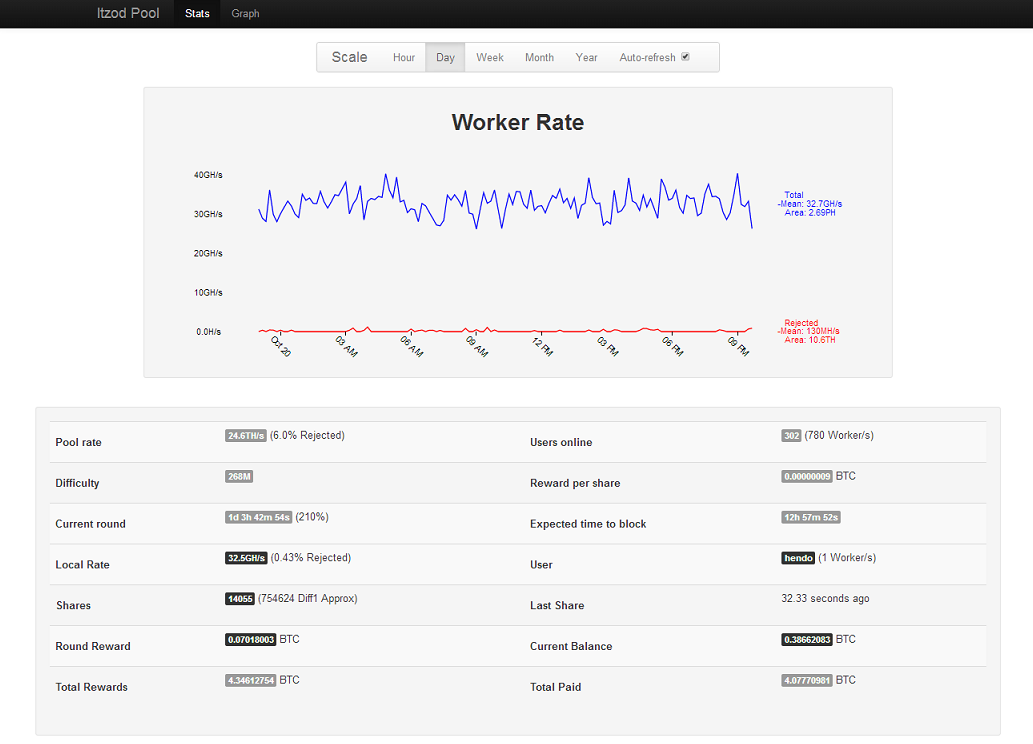 Itzod Pool Stats Graph
Scale Hour Day Week Month Year Auto-refresh
Worker Rate
40GH/s
30GH/s
20GH/s
10GH/s
0.0H/s
Total
-Mean: 32.7GH/s
Area: 2.69PH
Rejected
-Mean: 130MH/s
Area: 10.6TH
Oct 20 03 AM 06 AM 09 AM 12 PM 03 PM 06 PM 09 PM
Pool rate 24.6TH/s (6.0% Rejected) Users online 302 (780 Worker/s)
Difficulty 268M Reward per share 0.00000009 BTC
Current round 1d 3h 42m 54s (210%) Expected time to block 12h 57m 52s
Local Rate 32.5GH/s (0.43% Rejected) User hendo (1 Worker/s)
Shares 14055 (754624 Diff1 Approx) Last Share 32.33 seconds ago
Round Reward 0.07018003 BTC Current Balance 0.38662083 BTC
Total Rewards 4.34612754 BTC Total Paid 4.07770981 BTC